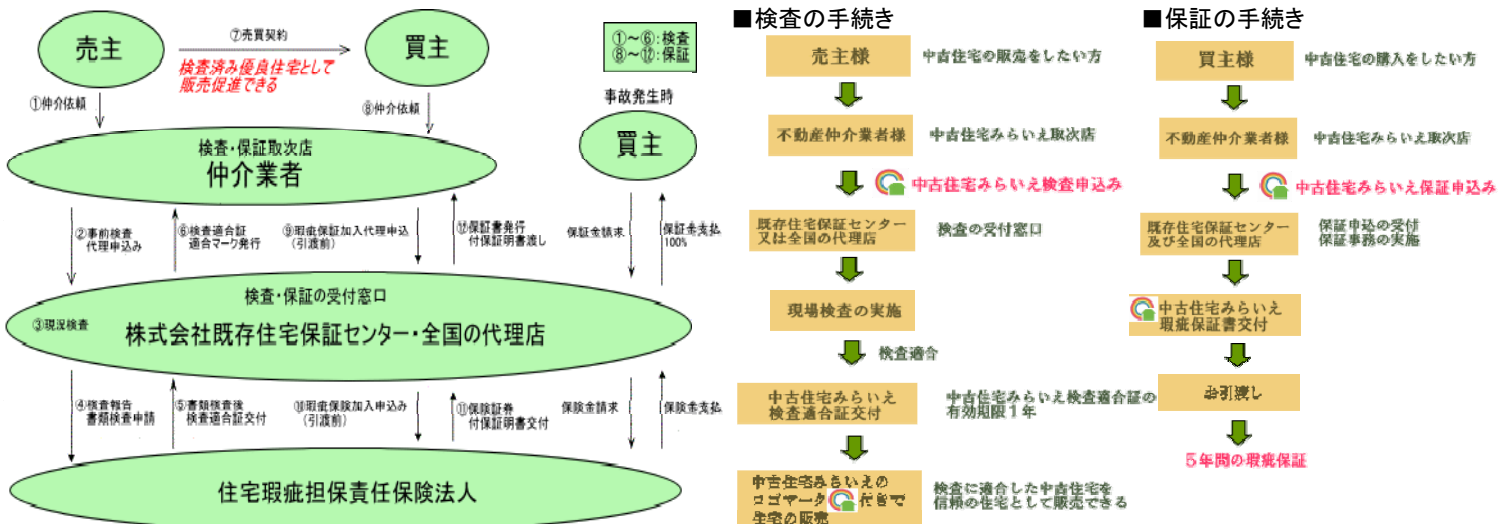 売主
⑦売買契約
検査済み優良住宅として
販売促進できる
買主
①~⑥:検査
⑧~⑫:保証
事故発生時
買主
①仲介依頼
⑧仲介依頼
検査・保証取次店
仲介業者
②事前検査
代理申込み
⑥検査適合証
適合マーク発行
⑨瑕疵保証加入代理申込
(引渡前)
⑫保証書発行
付保証明書渡し
保証金請求
保証金支払
100%
検査・保証の受付窓口
③現況検査
株式会社既存住宅保証センター・全国の代理店
④検査報告
書類検査申請
⑤書類検査後
検査適合証交付
⑩瑕疵保険加入申込み
(引渡前)
⑪保険証券
付保証明書交付
保険金請求
保険金支払
住宅瑕疵担保責任保険法人
■検査の手続き
売主様
中古住宅の販売をしたい方
不動産仲介業者様
中古住宅みらいえ取次店
中古住宅みらいえ検査申込み
既存住宅保証センター
又は全国の代理店
検査の受付窓口
現場検査の実施
検査適合
中古住宅みらいえ
検査適合証交付
中古住宅みらいえ検査適合証の
有効期限1年
中古住宅みらいえの
ロゴマーク 付きで
住宅の販売
検査に適合した中古住宅を
信頼の住宅として販売できる
■保証の手続き
買主様
中古住宅の購入をしたい方
不動産仲介業者様
中古住宅みらいえ取次店
中古住宅みらいえ保証申込み
既存住宅保証センター
及び全国の代理店
保証申込の受付
保証事務の実施
中古住宅みらいえ
瑕疵保証書交付
お引渡し
5年間の瑕疵保証